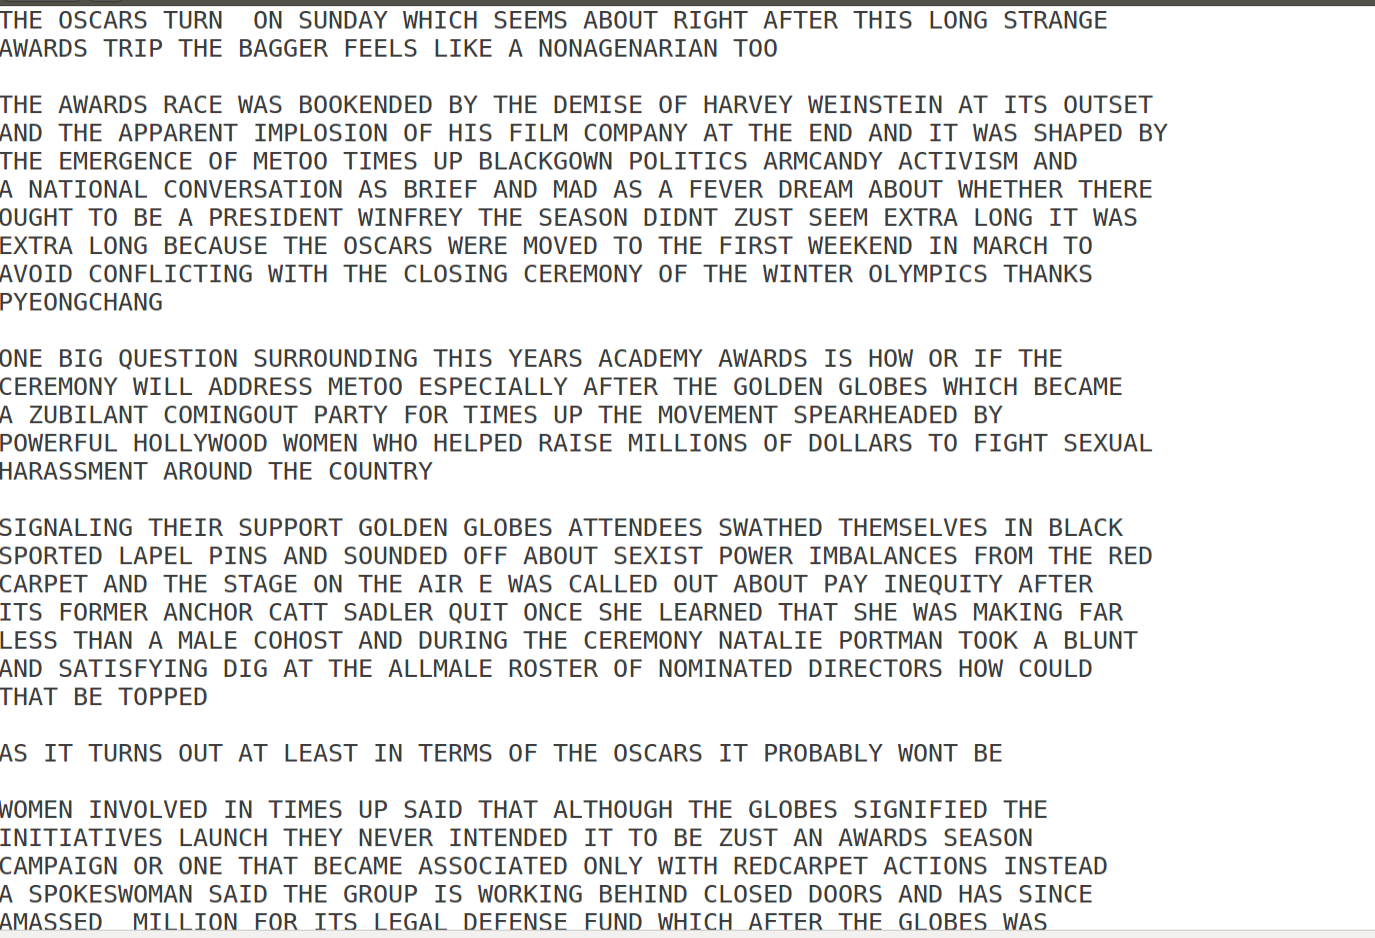 THE OSCARS TURN  ON SUNDAY WHICH SEEMS ABOUT RIGHT AFTER THIS LONG STRANGE
AWARDS TRIP THE BAGGER FEELS LIKE A NONAGENARIAN TOO

THE AWARDS RACE WAS BOOKENDED BY THE DEMISE OF HARVEY WEINSTEIN AT ITS OUTSET
AND THE APPARENT IMPLOSION OF HIS FILM COMPANY AT THE END AND IT WAS SHAPED BY
THE EMERGENCE OF METOO TIMES UP BLACKGOWN POLITICS ARMCANDY ACTIVISM AND
A NATIONAL CONVERSATION AS BRIEF AND MAD AS A FEVER DREAM ABOUT WHETHER THERE
OUGHT TO BE A PRESIDENT WINFREY THE SEASON DIDNT ZUST SEEM EXTRA LONG IT WAS
EXTRA LONG BECAUSE THE OSCARS WERE MOVED TO THE FIRST WEEKEND IN MARCH TO
AVOID CONFLICTING WITH THE CLOSING CEREMONY OF THE WINTER OLYMPICS THANKS
PYEONGCHANG

ONE BIG QUESTION SURROUNDING THIS YEARS ACADEMY AWARDS IS HOW OR IF THE
CEREMONY WILL ADDRESS METOO ESPECIALLY AFTER THE GOLDEN GLOBES WHICH BECAME
A ZUBILANT COMINGOUT PARTY FOR TIMES UP THE MOVEMENT SPEARHEADED BY
POWERFUL HOLLYWOOD WOMEN WHO HELPED RAISE MILLIONS OF DOLLARS TO FIGHT SEXUAL
HARASSMENT AROUND THE COUNTRY

SIGNALING THEIR SUPPORT GOLDEN GLOBES ATTENDEES SWATHED THEMSELVES IN BLACK
SPORTED LAPEL PINS AND SOUNDED OFF ABOUT SEXIST POWER IMBALANCES FROM THE RED
CARPET AND THE STAGE ON THE AIR E WAS CALLED OUT ABOUT PAY INEQUITY AFTER
ITS FORMER ANCHOR CATT SADLER QUIT ONCE SHE LEARNED THAT SHE WAS MAKING FAR
LESS THAN A MALE COHOST AND DURING THE CEREMONY NATALIE PORTMAN TOOK A BLUNT
AND SATISFYING DIG AT THE ALLMALE ROSTER OF NOMINATED DIRECTORS HOW COULD
THAT BE TOPPED

AS IT TURNS OUT AT LEAST IN TERMS OF THE OSCARS IT PROBABLY WONT BE

WOMEN INVOLVED IN TIMES UP SAID THAT ALTHOUGH THE GLOBES SIGNIFIED THE
INITIATIVES LAUNCH THEY NEVER INTENDED IT TO BE ZUST AN AWARDS SEASON
CAMPAIGN OR ONE THAT BECAME ASSOCIATED ONLY WITH REDCARPET ACTIONS INSTEAD
A SPOKESWOMAN SAID THE GROUP IS WORKING BEHIND CLOSED DOORS AND HAS SINCE
AMASSED  MILLION FOR ITS LEGAL DEFENSE FUND WHICH AFTER THE GLOBES WAS